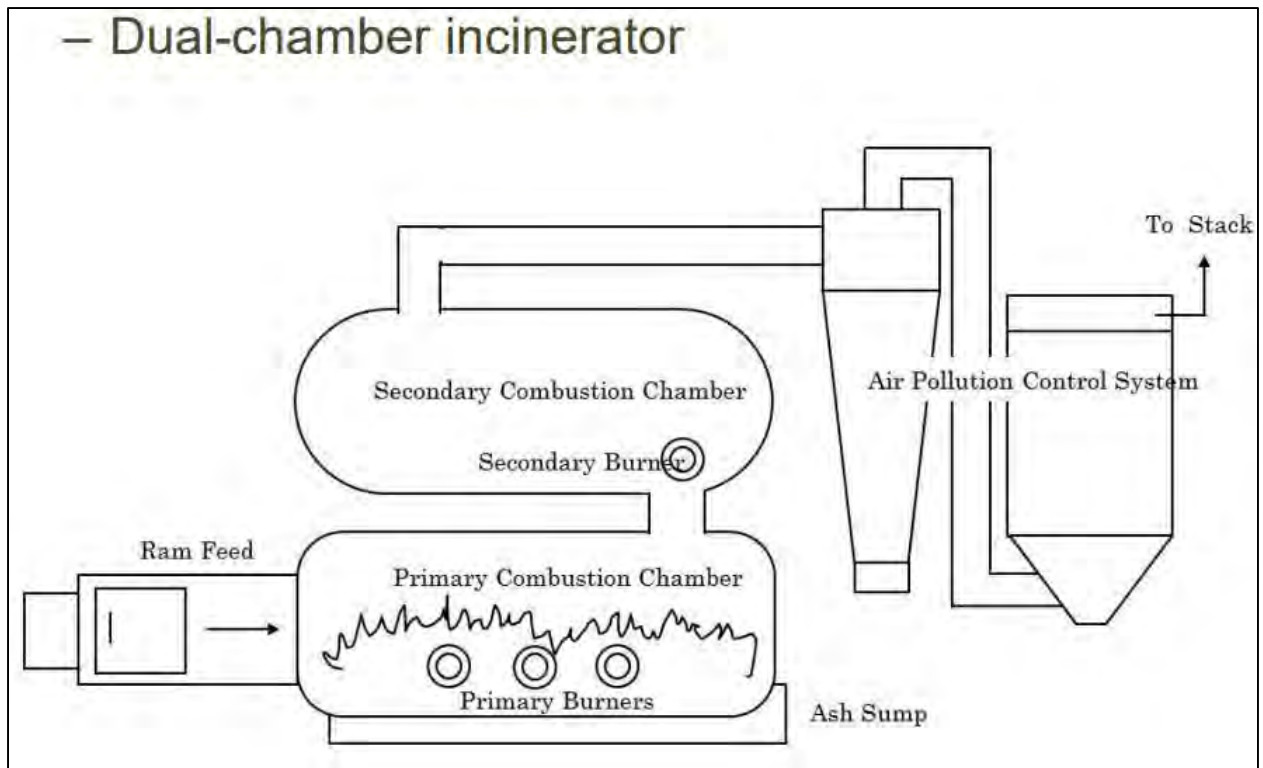 – Dual-chamber incinerator
To Stack
Air Pollution Control System
Secondary Combustion Chamber
Secondary Burner
Ram Feed
Primary Combustion Chamber
Primary Burners
Ash Sump